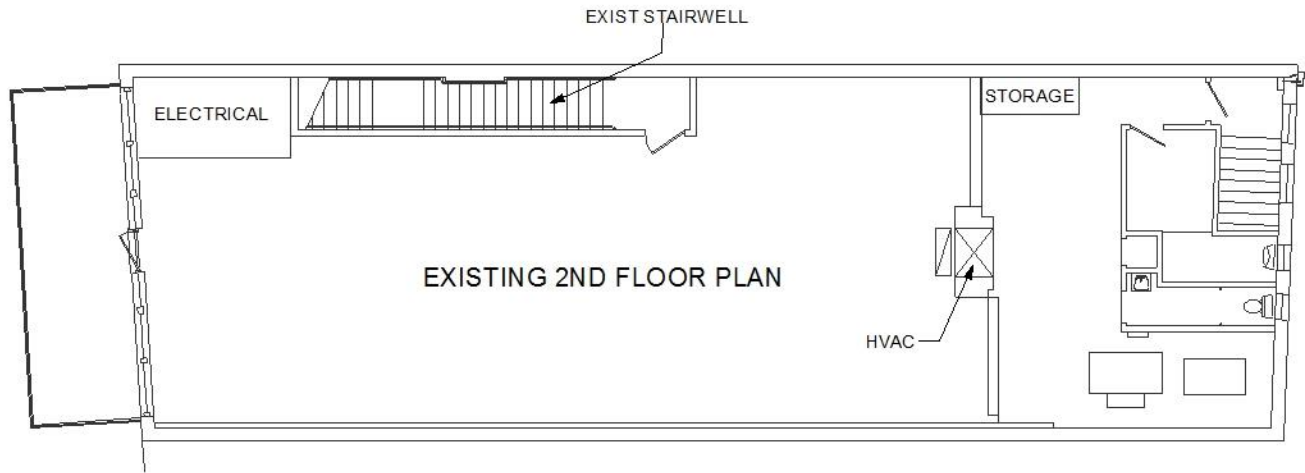 EXIST STAIRWELL
ELECTRICAL
STORAGE
EXISTING 2ND FLOOR PLAN
HVAC